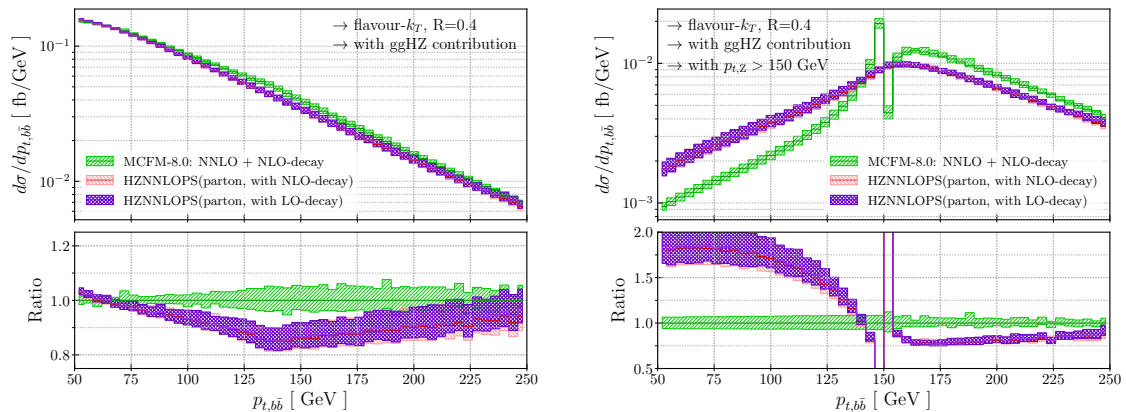 → flavour-k_T, R=0.4
→ with ggHZ contribution
10^{-1}
10^{-2}
dσ/dp_{t,bb̄} [ fb/GeV ]
MCFM-8.0: NNLO + NLO-decay
HZNNLOPS(parton, with NLO-decay)
HZNNLOPS(parton, with LO-decay)
1.2
1.0
0.8
Ratio
50 75 100 125 150 175 200 225 250
p_{t,bb̄} [ GeV ]
→ flavour-k_T, R=0.4
→ with ggHZ contribution
→ with p_{t,Z} > 150 GeV
10^{-2}
10^{-3}
dσ/dp_{t,bb̄} [ fb/GeV ]
MCFM-8.0: NNLO + NLO-decay
HZNNLOPS(parton, with NLO-decay)
HZNNLOPS(parton, with LO-decay)
2.0
1.5
1.0
0.5
Ratio
50 75 100 125 150 175 200 225 250
p_{t,bb̄} [ GeV ]